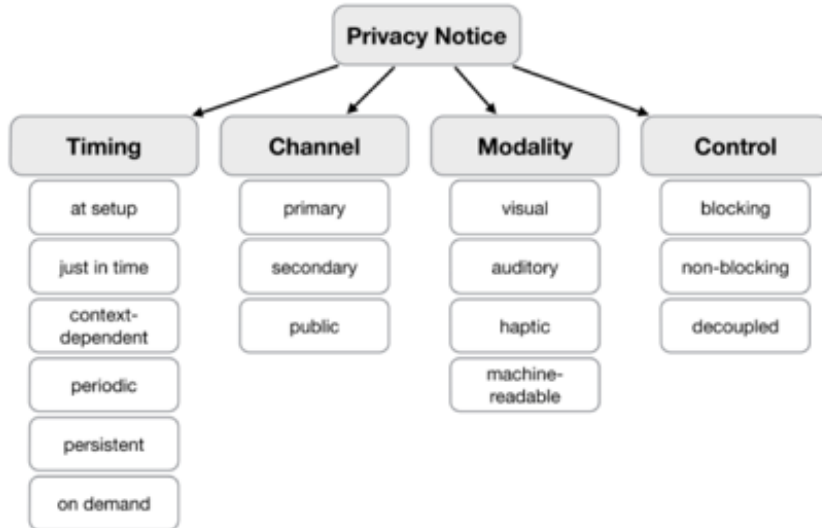 Privacy Notice
Timing
at setup
just in time
context-
dependent
periodic
persistent
on demand
Channel
primary
secondary
public
Modality
visual
auditory
haptic
machine-
readable
Control
blocking
non-blocking
decoupled